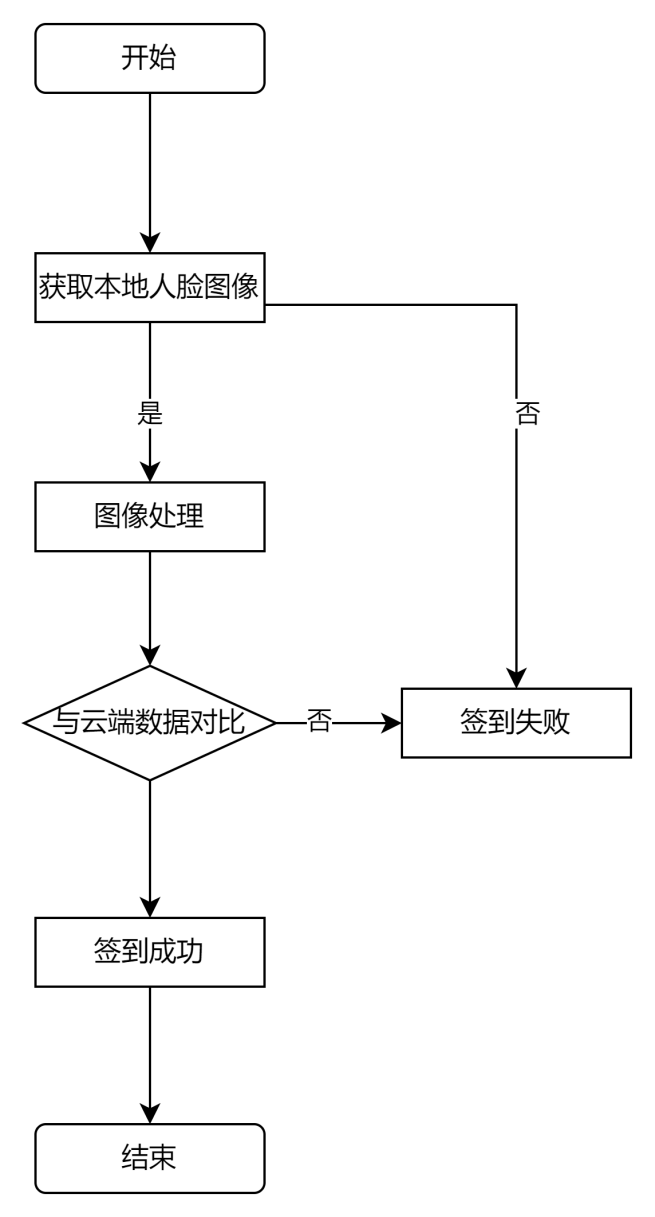 开始
获取本地人脸图像
是
否
图像处理
与云端数据对比
否
签到失败
签到成功
结束